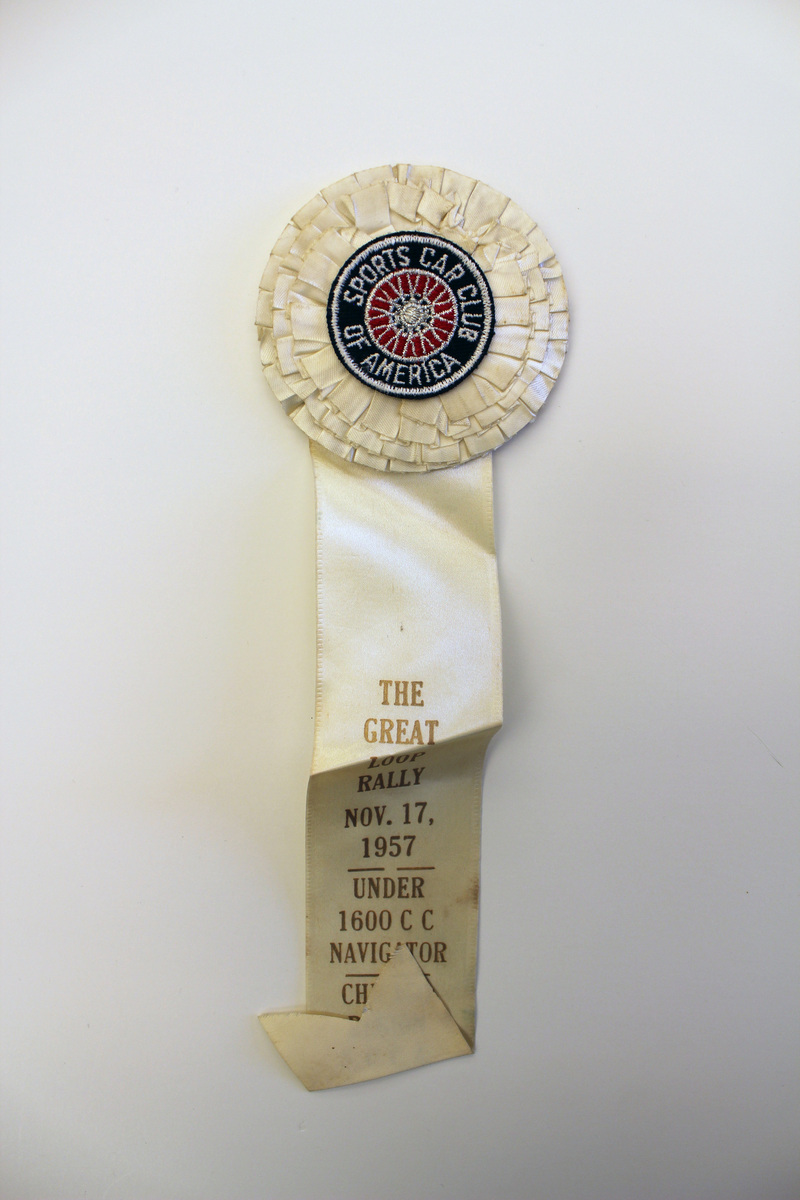 SPORTS CAR CLUB
OF AMERICA
THE
GREAT
LOOP
RALLY
NOV. 17,
1957
UNDER
1600 C C
NAVIGATOR